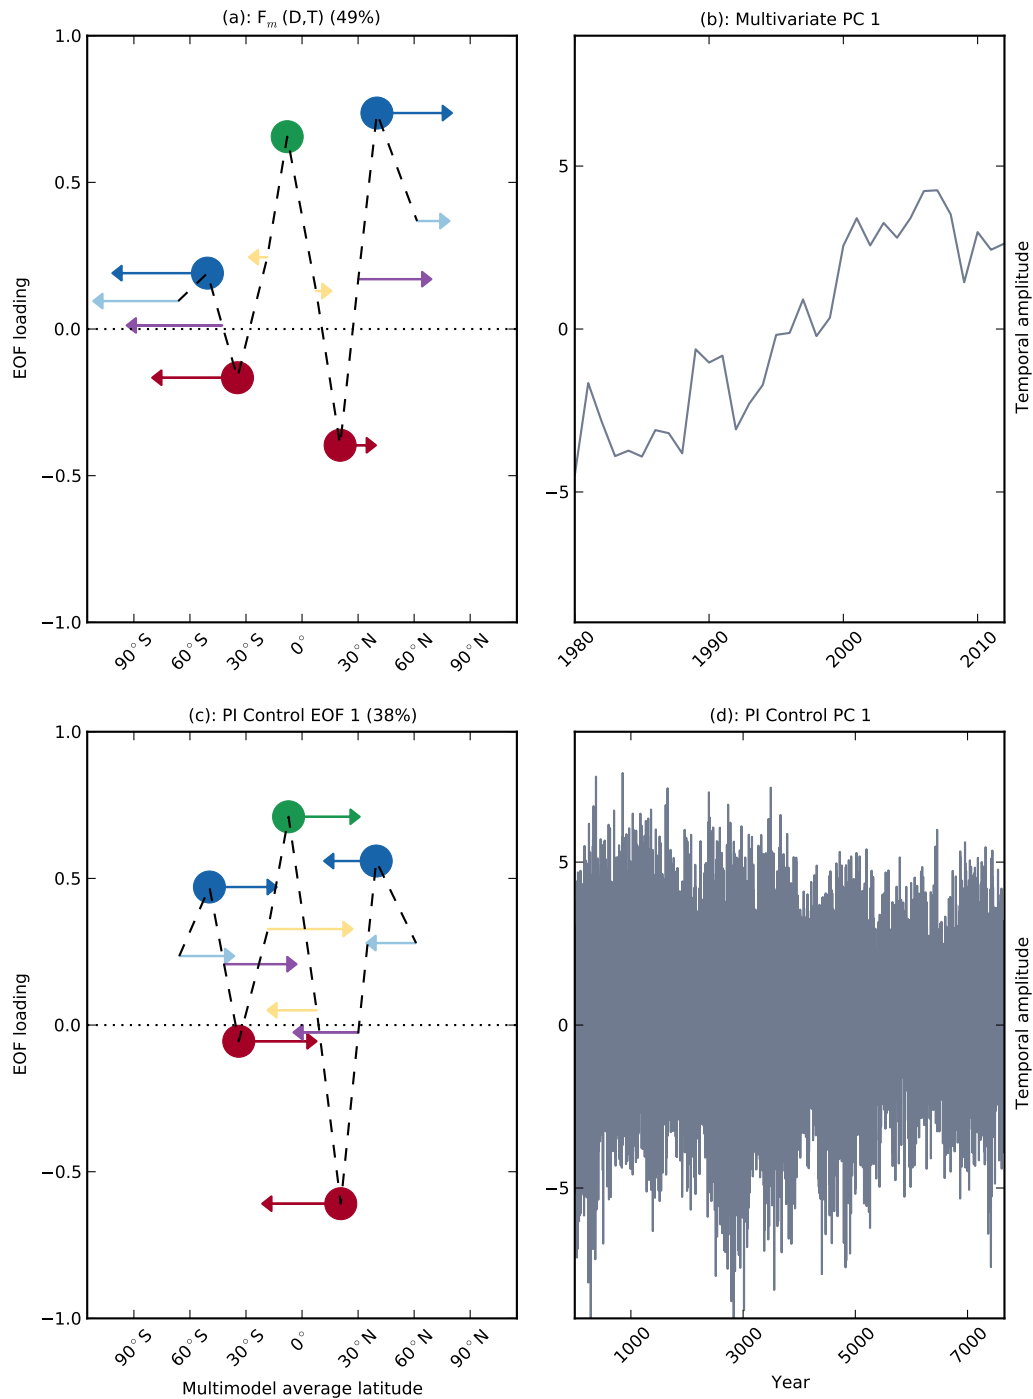 (a): Fₘ (D,T) (49%)
(b): Multivariate PC 1
1.0
0.5
0.0
−0.5
−1.0
EOF loading
90°S
60°S
30°S
0°
30°N
60°N
90°N
5
0
−5
Temporal amplitude
1980
1990
2000
2010
(c): PI Control EOF 1 (38%)
(d): PI Control PC 1
1.0
0.5
0.0
−0.5
−1.0
EOF loading
90°S
60°S
30°S
0°
30°N
60°N
90°N
Multimodel average latitude
5
0
−5
Temporal amplitude
1000
3000
5000
7000
Year